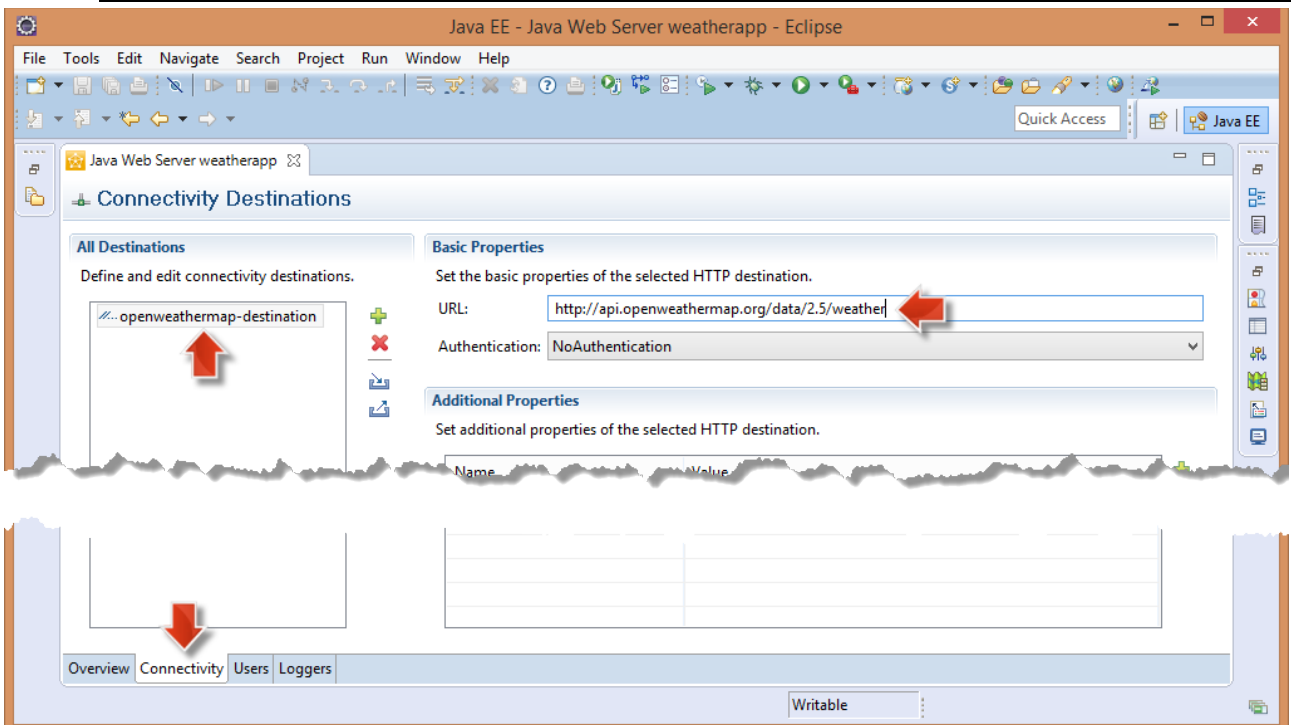 Java EE - Java Web Server weatherapp - Eclipse
File Tools Edit Navigate Search Project Run Window Help
Quick Access
Java EE
Java Web Server weatherapp
Connectivity Destinations
All Destinations
Define and edit connectivity destinations.
//... openweathermap-destination
Basic Properties
Set the basic properties of the selected HTTP destination.
URL: http://api.openweathermap.org/data/2.5/weather
Authentication: NoAuthentication
Additional Properties
Set additional properties of the selected HTTP destination.
Name Value
Overview Connectivity Users Loggers
Writable